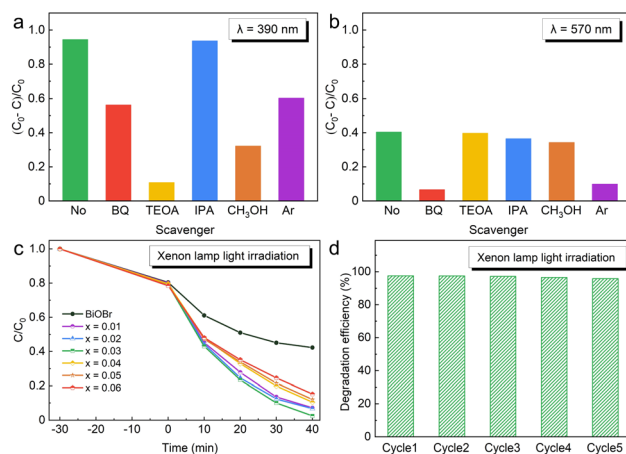 a
λ = 390 nm
1.0
0.8
0.6
0.4
0.2
0
(C₀- C)/C₀
No BQ TEOA IPA CH₃OH Ar
Scavenger
b
λ = 570 nm
1.0
0.8
0.6
0.4
0.2
0
(C₀- C)/C₀
No BQ TEOA IPA CH₃OH Ar
Scavenger
c
Xenon lamp light irradiation
1.0
0.8
0.6
0.4
0.2
0
C/C₀
BiOBr
x = 0.01
x = 0.02
x = 0.03
x = 0.04
x = 0.05
x = 0.06
-30 -20 -10 0 10 20 30 40
Time (min)
d
Xenon lamp light irradiation
100
80
60
40
20
0
Degradation efficiency (%)
Cycle1 Cycle2 Cycle3 Cycle4 Cycle5